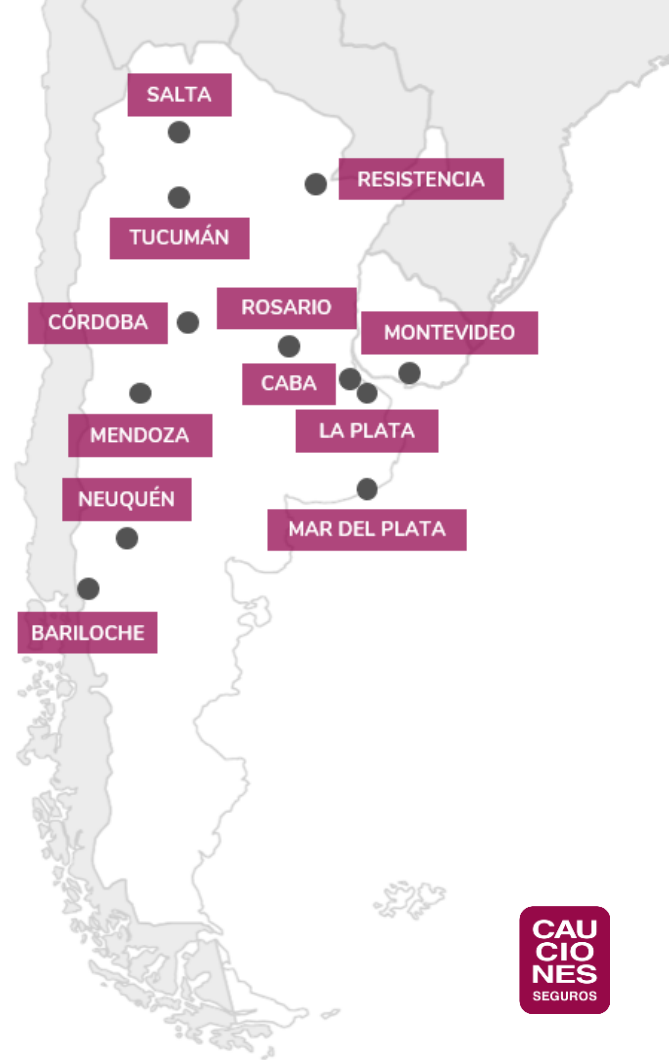 SALTA
RESISTENCIA
TUCUMÁN
ROSARIO
CÓRDOBA
MONTEVIDEO
CABA
LA PLATA
MENDOZA
NEUQUÉN
MAR DEL PLATA
BARILOCHE
CAU
CIO
NES
SEGUROS